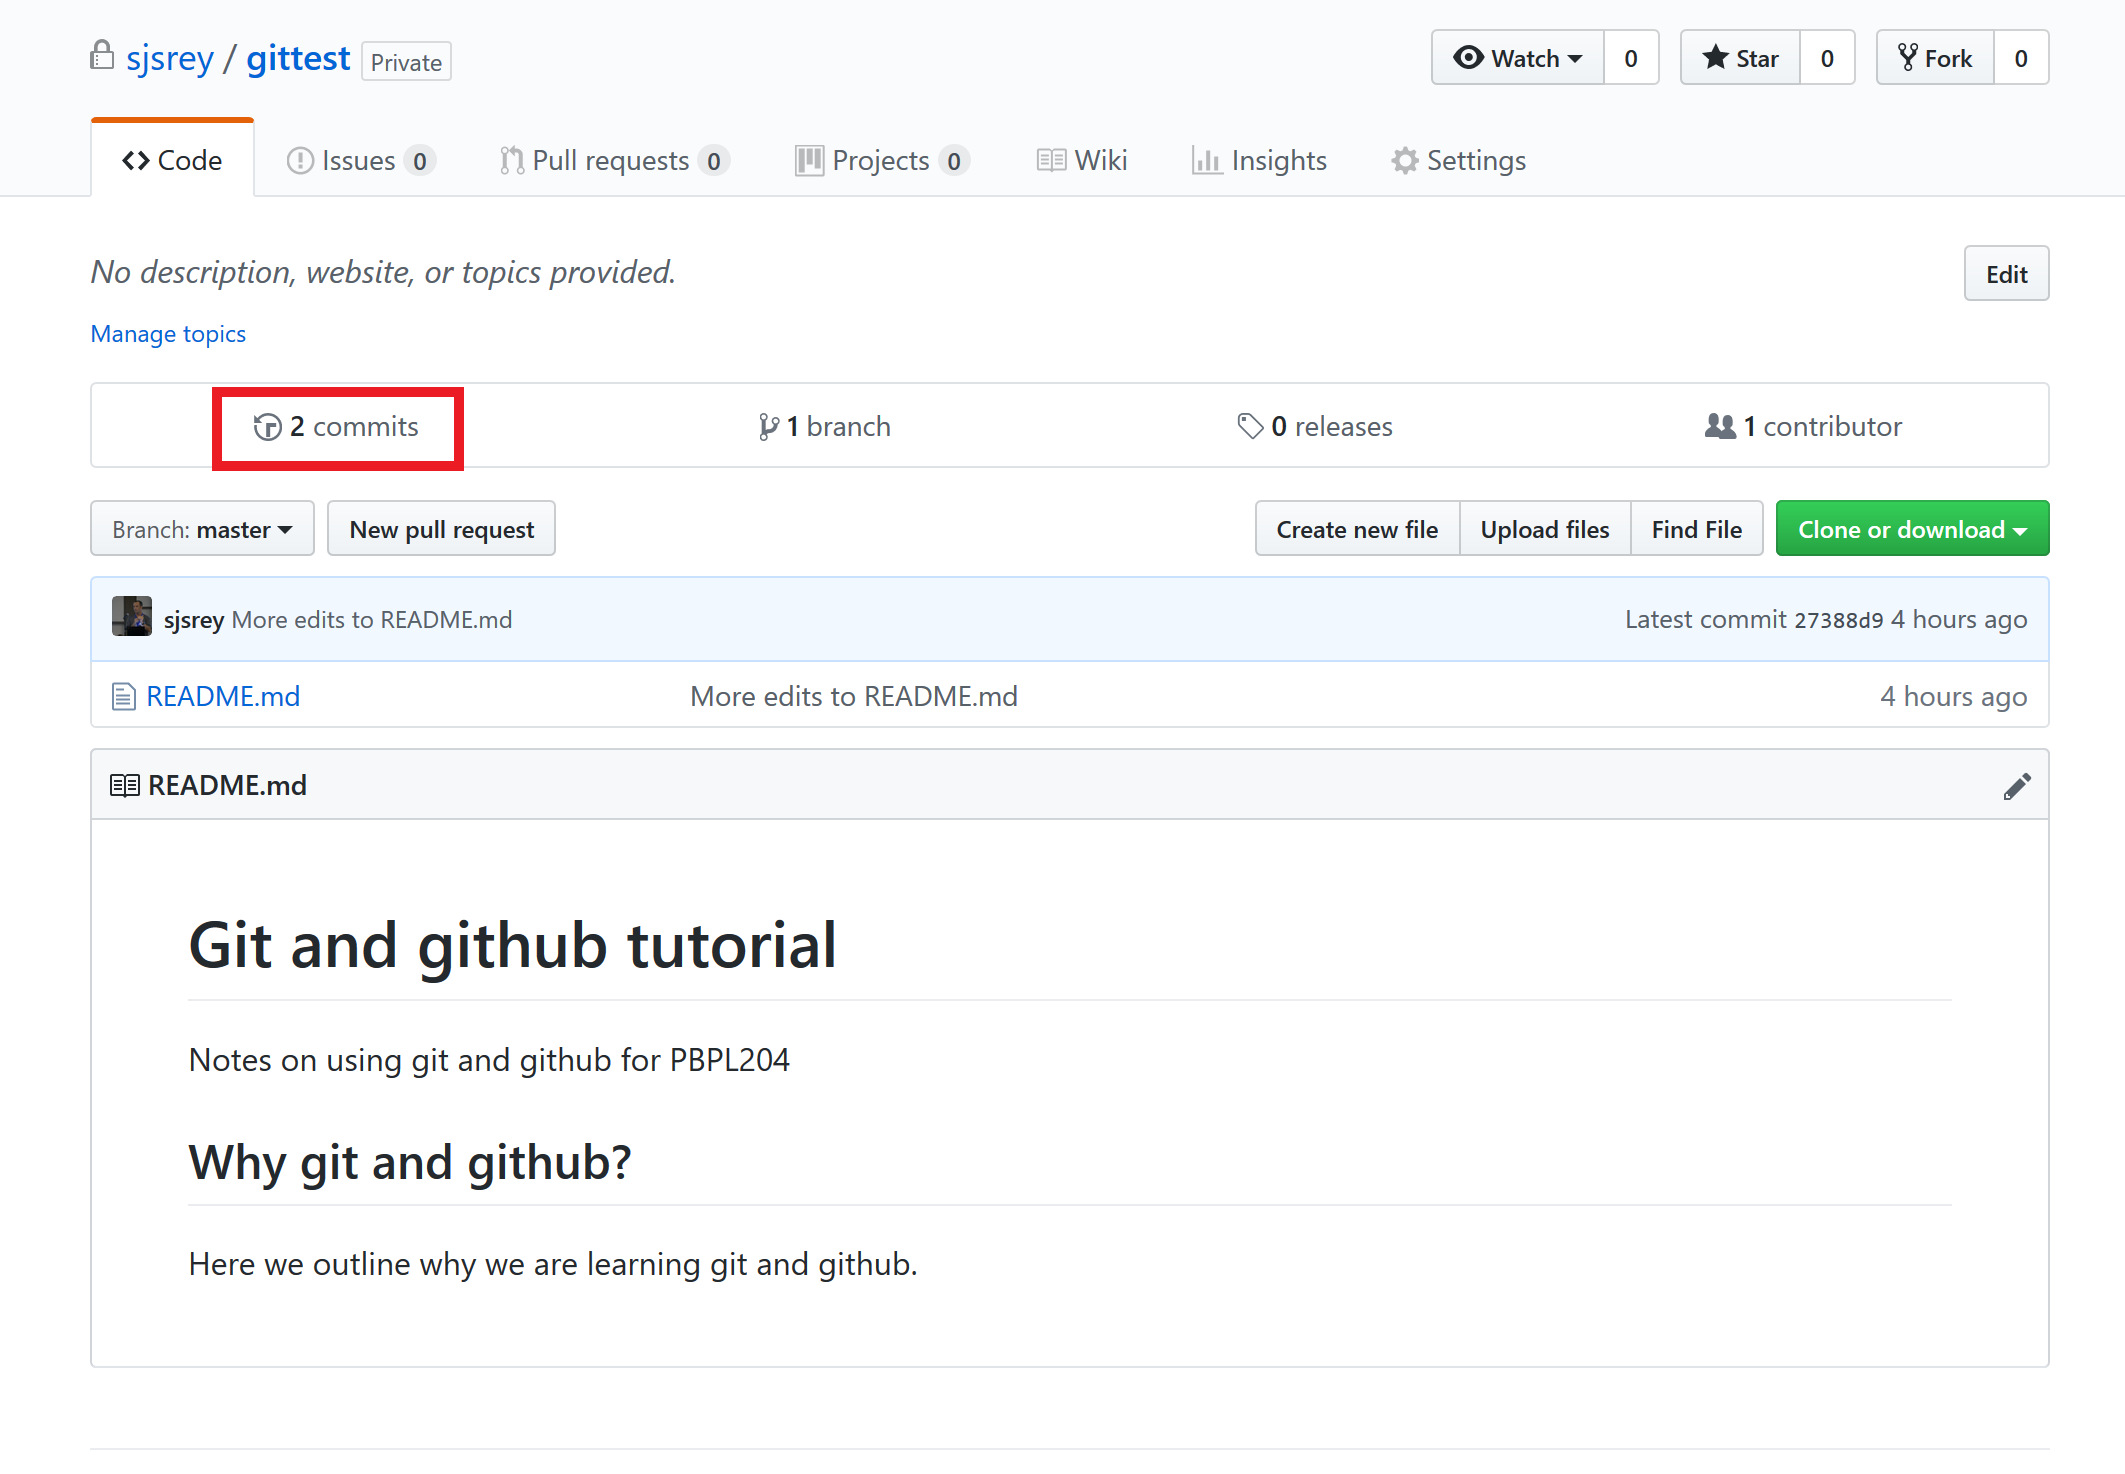 sjsrey / gittest Private Watch 0 Star 0 Fork 0
Code Issues 0 Pull requests 0 Projects 0 Wiki Insights Settings
No description, website, or topics provided. Edit
Manage topics
2 commits 1 branch 0 releases 1 contributor
Branch: master New pull request Create new file Upload files Find File Clone or download
sjsrey More edits to README.md Latest commit 27388d9 4 hours ago
README.md More edits to README.md 4 hours ago
README.md
Git and github tutorial
Notes on using git and github for PBPL204
Why git and github?
Here we outline why we are learning git and github.